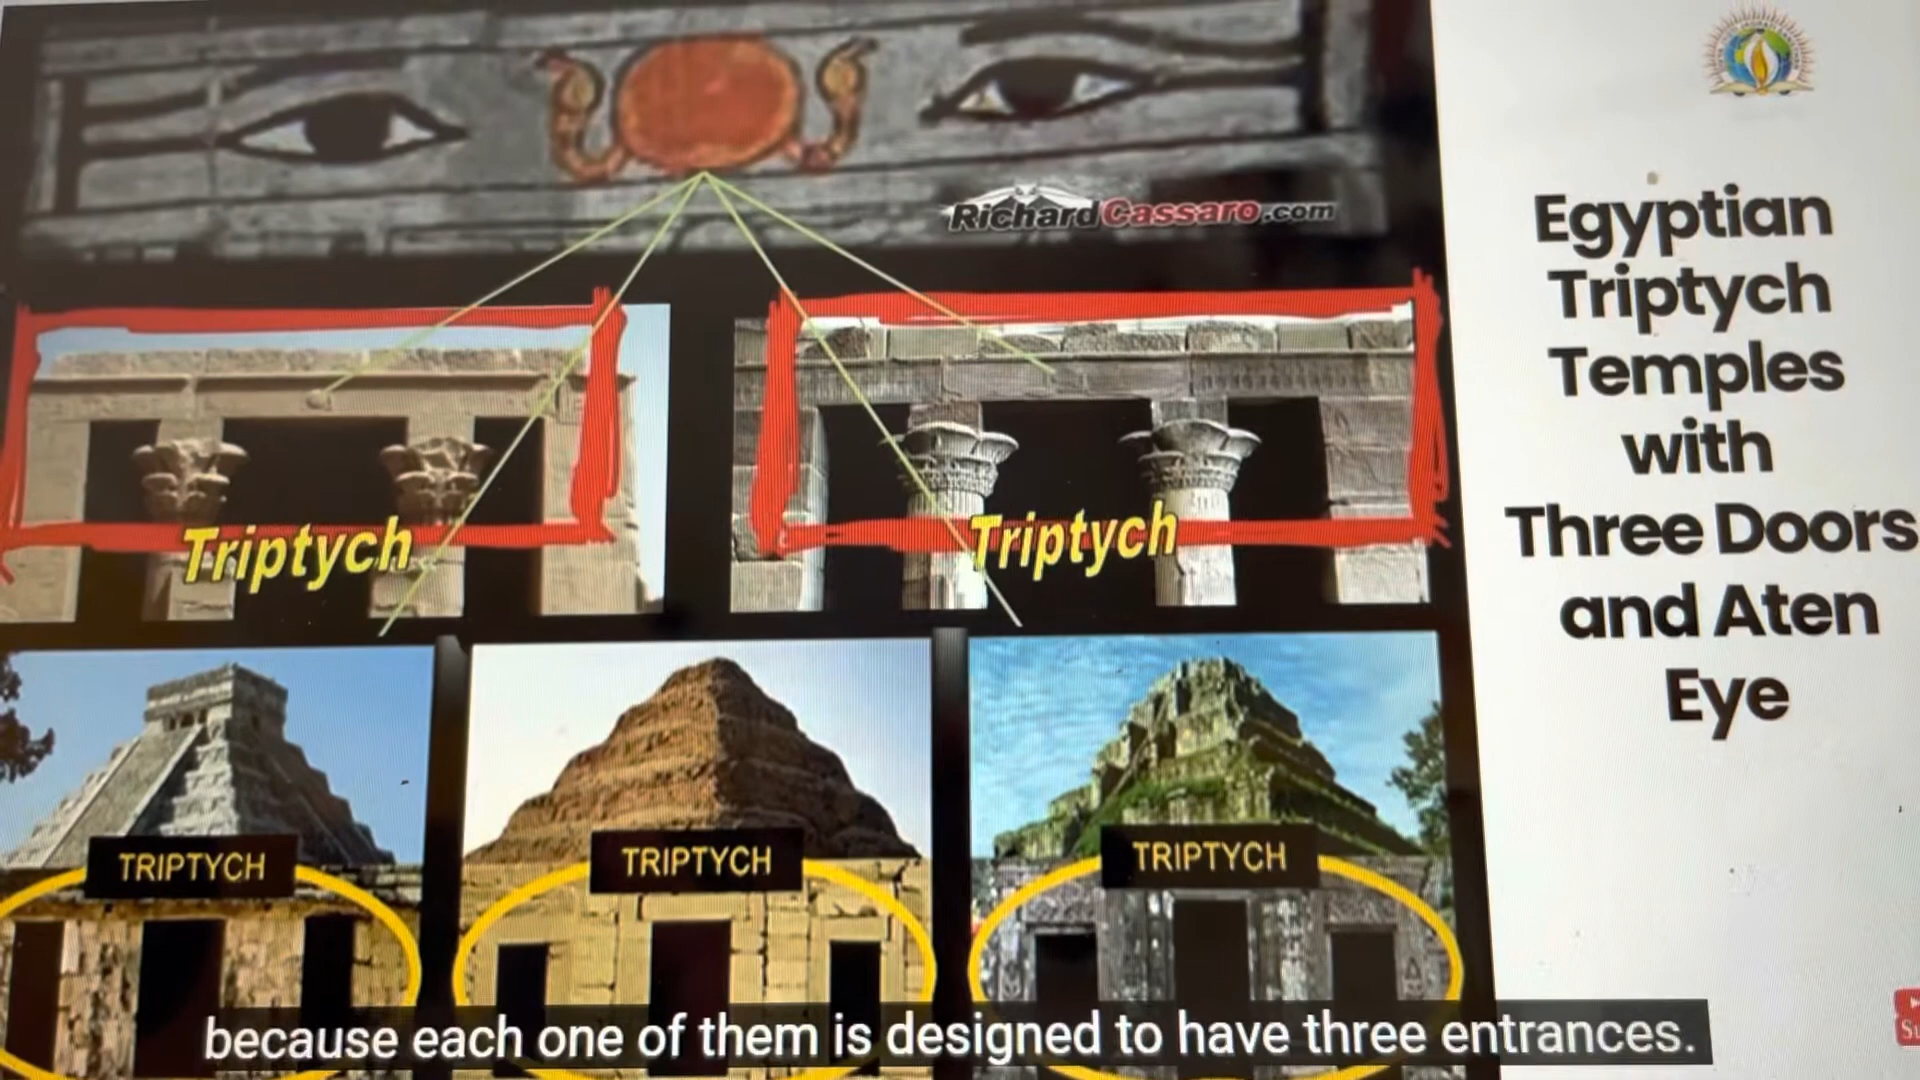 RichardCassaro.com
Egyptian
Triptych
Temples
with
Three Doors
and Aten
Eye
Triptych
Triptych
TRIPTYCH
TRIPTYCH
TRIPTYCH
because each one of them is designed to have three entrances.